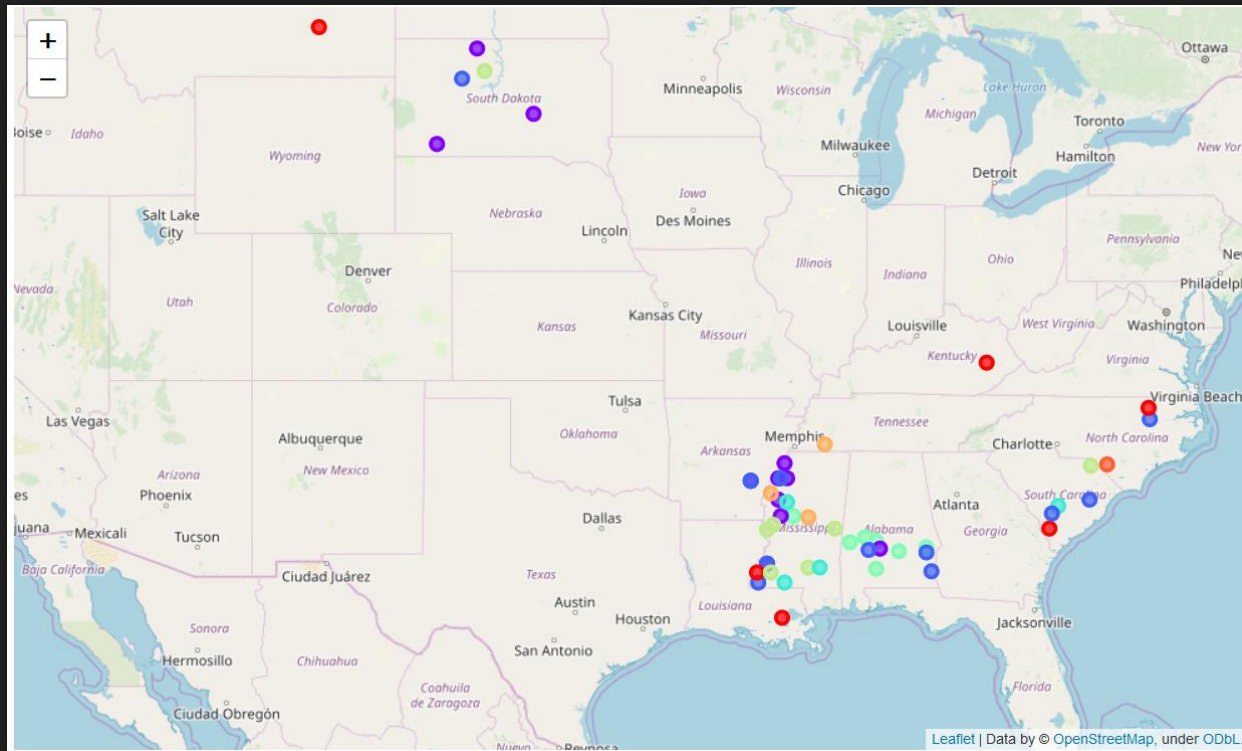 +
−
Ottawa
Minneapolis
Wisconsin
Lake Huron
Michigan
Toronto
South Dakota
Boise
Idaho
Milwaukee
Hamilton
New Yor
Wyoming
Detroit
Chicago
Iowa
Salt Lake
City
Nebraska
Des Moines
Lincoln
Pennsylvania
Illinois
Ohio
Indiana
Denver
Nevada
Utah
Colorado
Philadelp
Kansas City
Kansas
Missouri
Louisville
West Virginia
Washington
Kentucky
Virginia
Virginia Beach
Tulsa
Las Vegas
Albuquerque
Oklahoma
Memphis
Tennessee
Charlotte
North Carolina
Arkansas
New Mexico
Arizona
Phoenix
South Carolina
Atlanta
Dallas
Mississippi
Alabama
Georgia
Mexicali
Tucson
Baja California
Ciudad Juárez
Texas
Austin
Louisiana
Houston
Jacksonville
Sonora
San Antonio
Hermosillo
Chihuahua
Coahuila
de Zaragoza
Florida
Ciudad Obregón
Reynosa
Leaflet | Data by © OpenStreetMap, under ODbL.